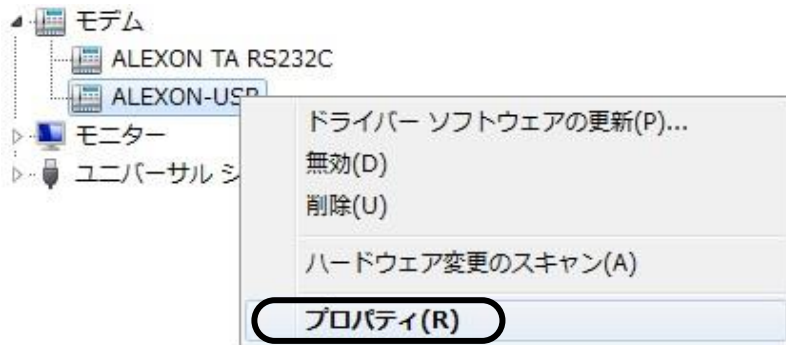 モデム
ALEXON TA RS232C
ALEXON-USB
モニター
ユニバーサル シ
ドライバー ソフトウェアの更新(P)...
無効(D)
削除(U)
ハードウェア変更のスキャン(A)
プロパティ(R)